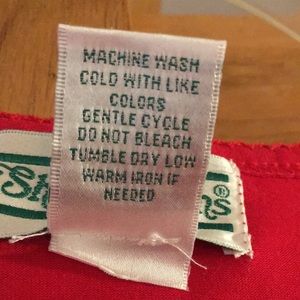 MACHINE WASH
COLD WITH LIKE
COLORS
GENTLE CYCLE
DO NOT BLEACH
TUMBLE DRY LOW
WARM IRON IF
NEEDED